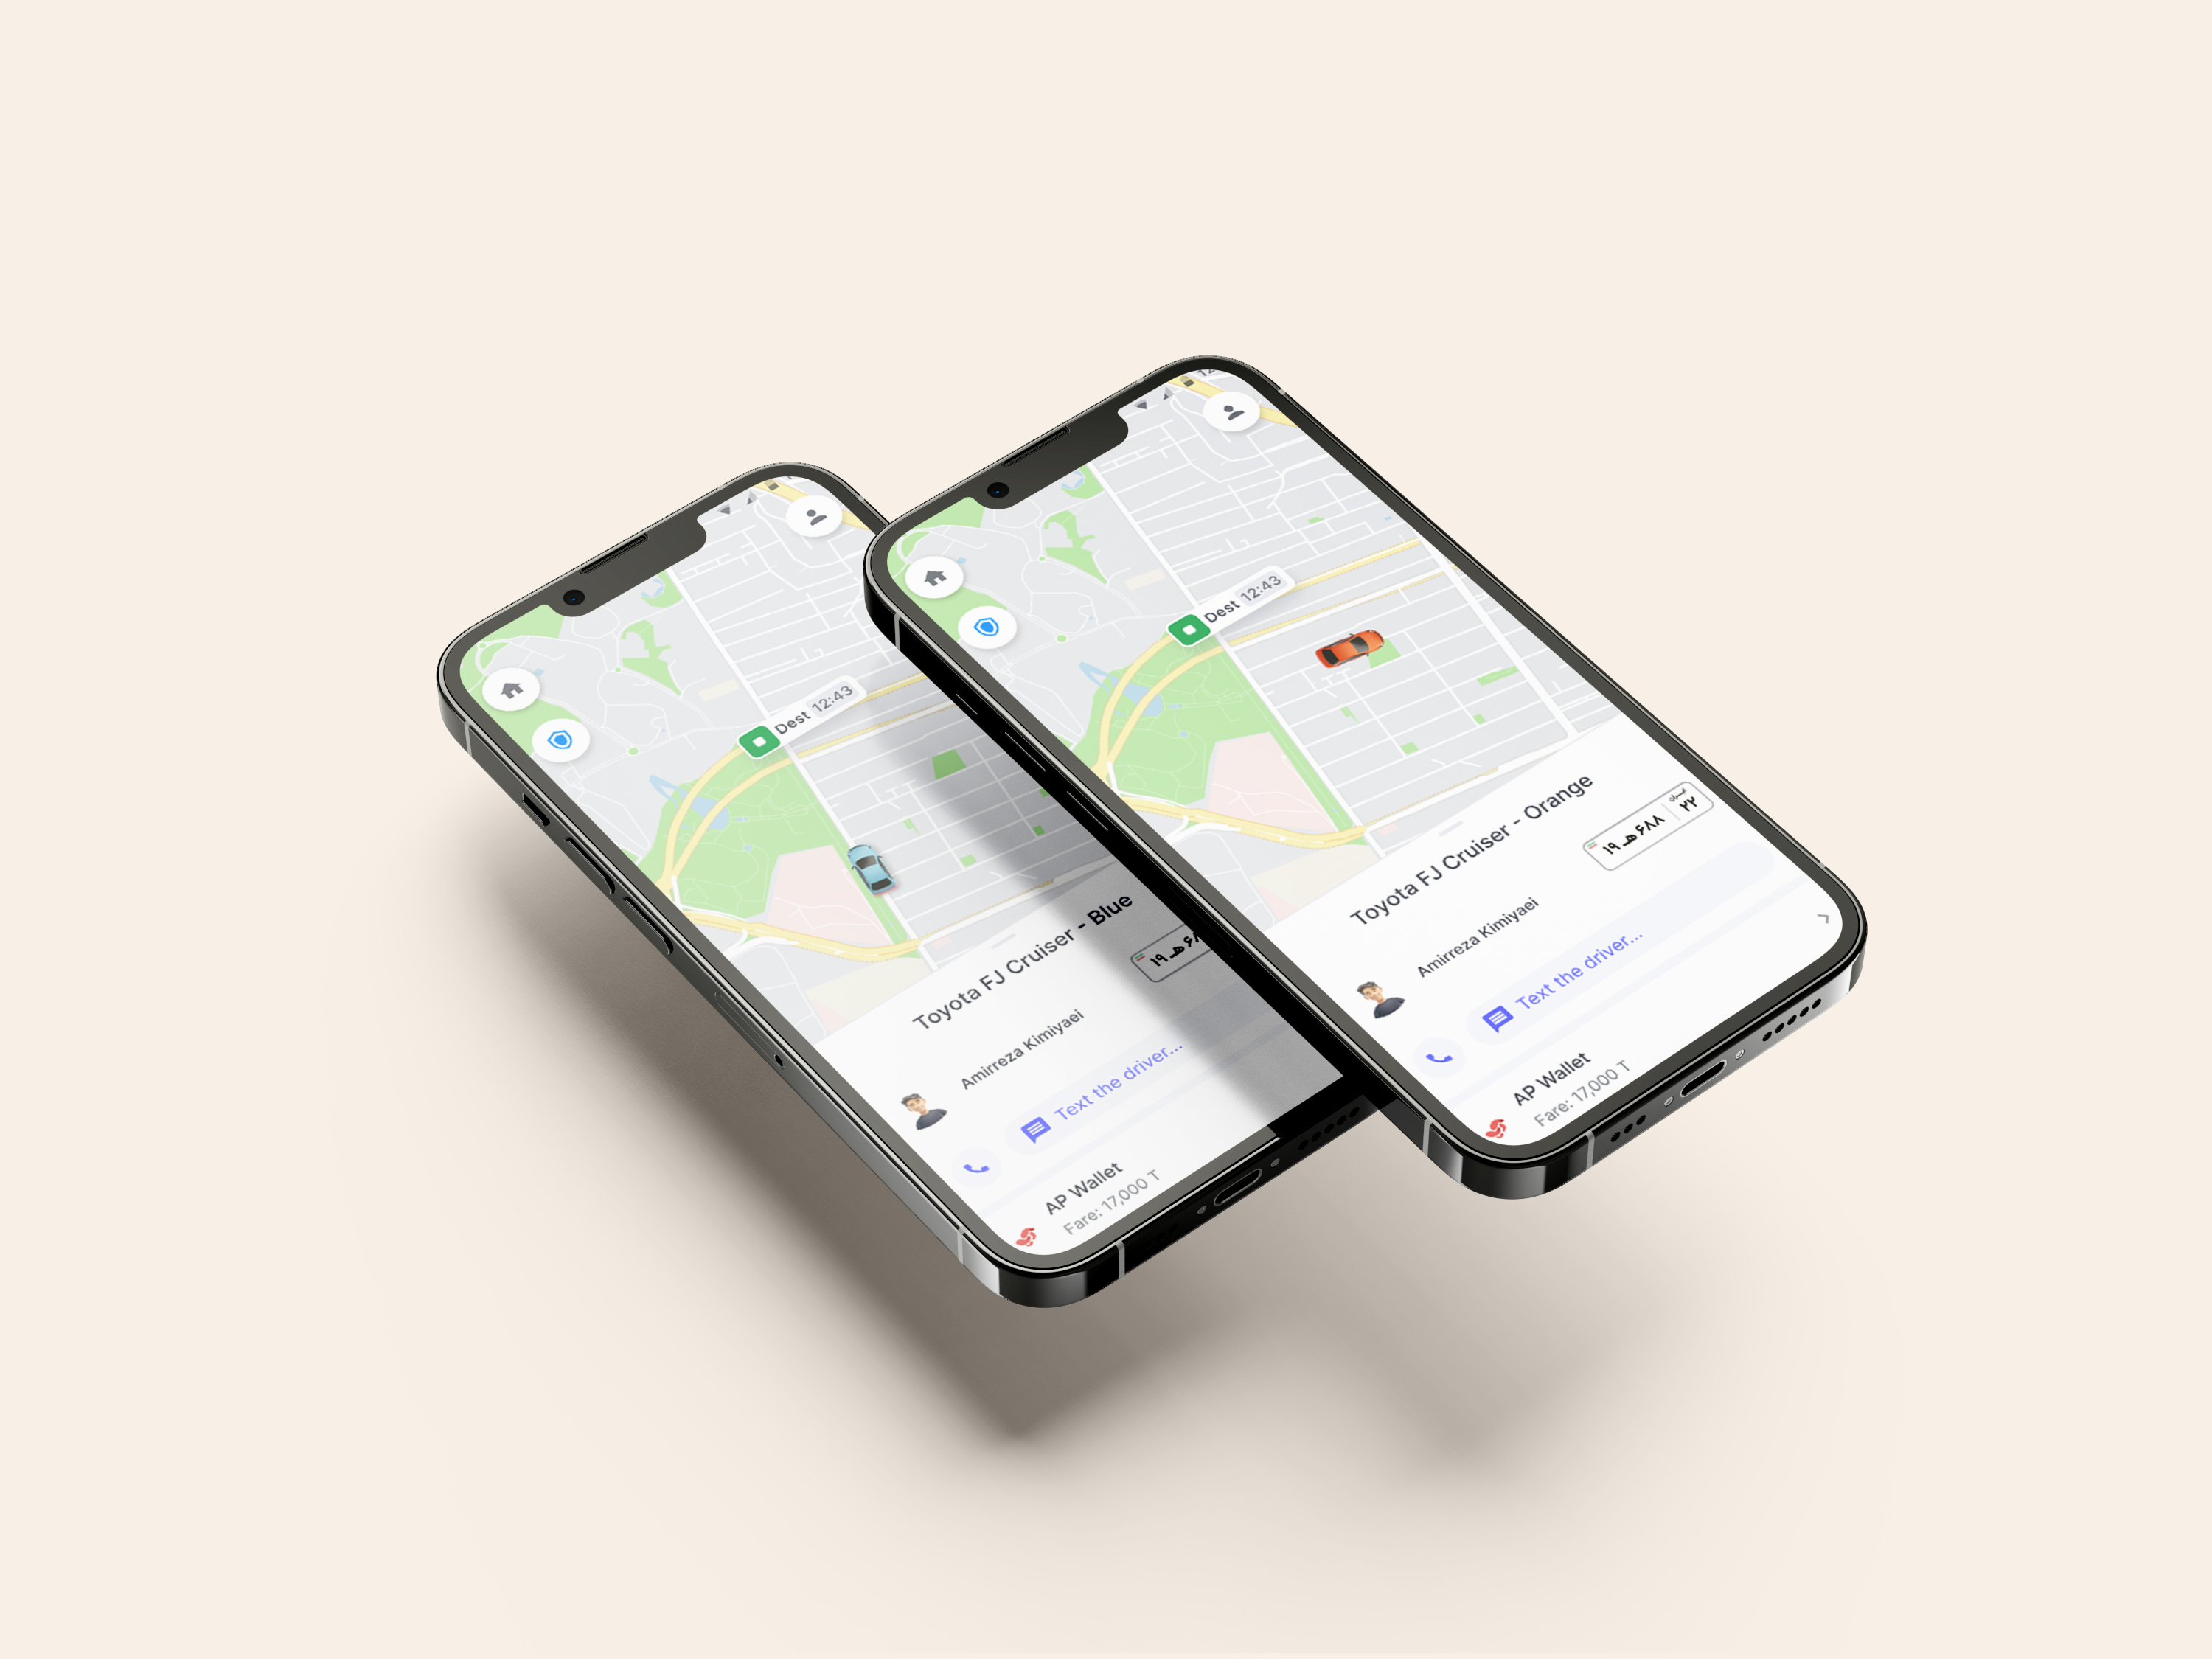 Dest 12:43
Toyota FJ Cruiser - Blue
Amirreza Kimiyaei
۱۹ هـ
Text the driver...
AP Wallet
Fare: 17,000 T
Dest 12:43
Toyota FJ Cruiser - Orange
Amirreza Kimiyaei
۱۹ هـ ۶۸۸
ایران
۲۲
Text the driver...
AP Wallet
Fare: 17,000 T